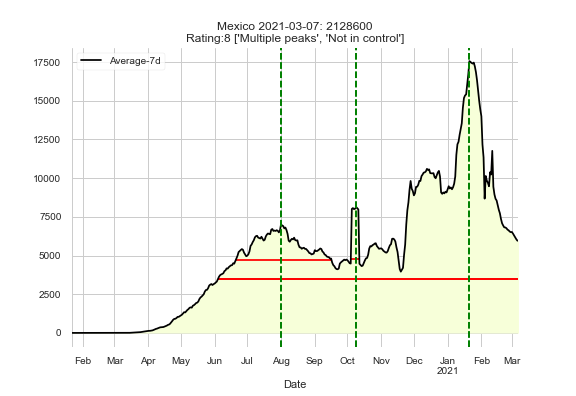 Mexico 2021-03-07: 2128600
Rating:8 ['Multiple peaks', 'Not in control']
Average-7d
17500
15000
12500
10000
7500
5000
2500
0
Feb Mar Apr May Jun Jul Aug Sep Oct Nov Dec Jan Feb Mar
2021
Date